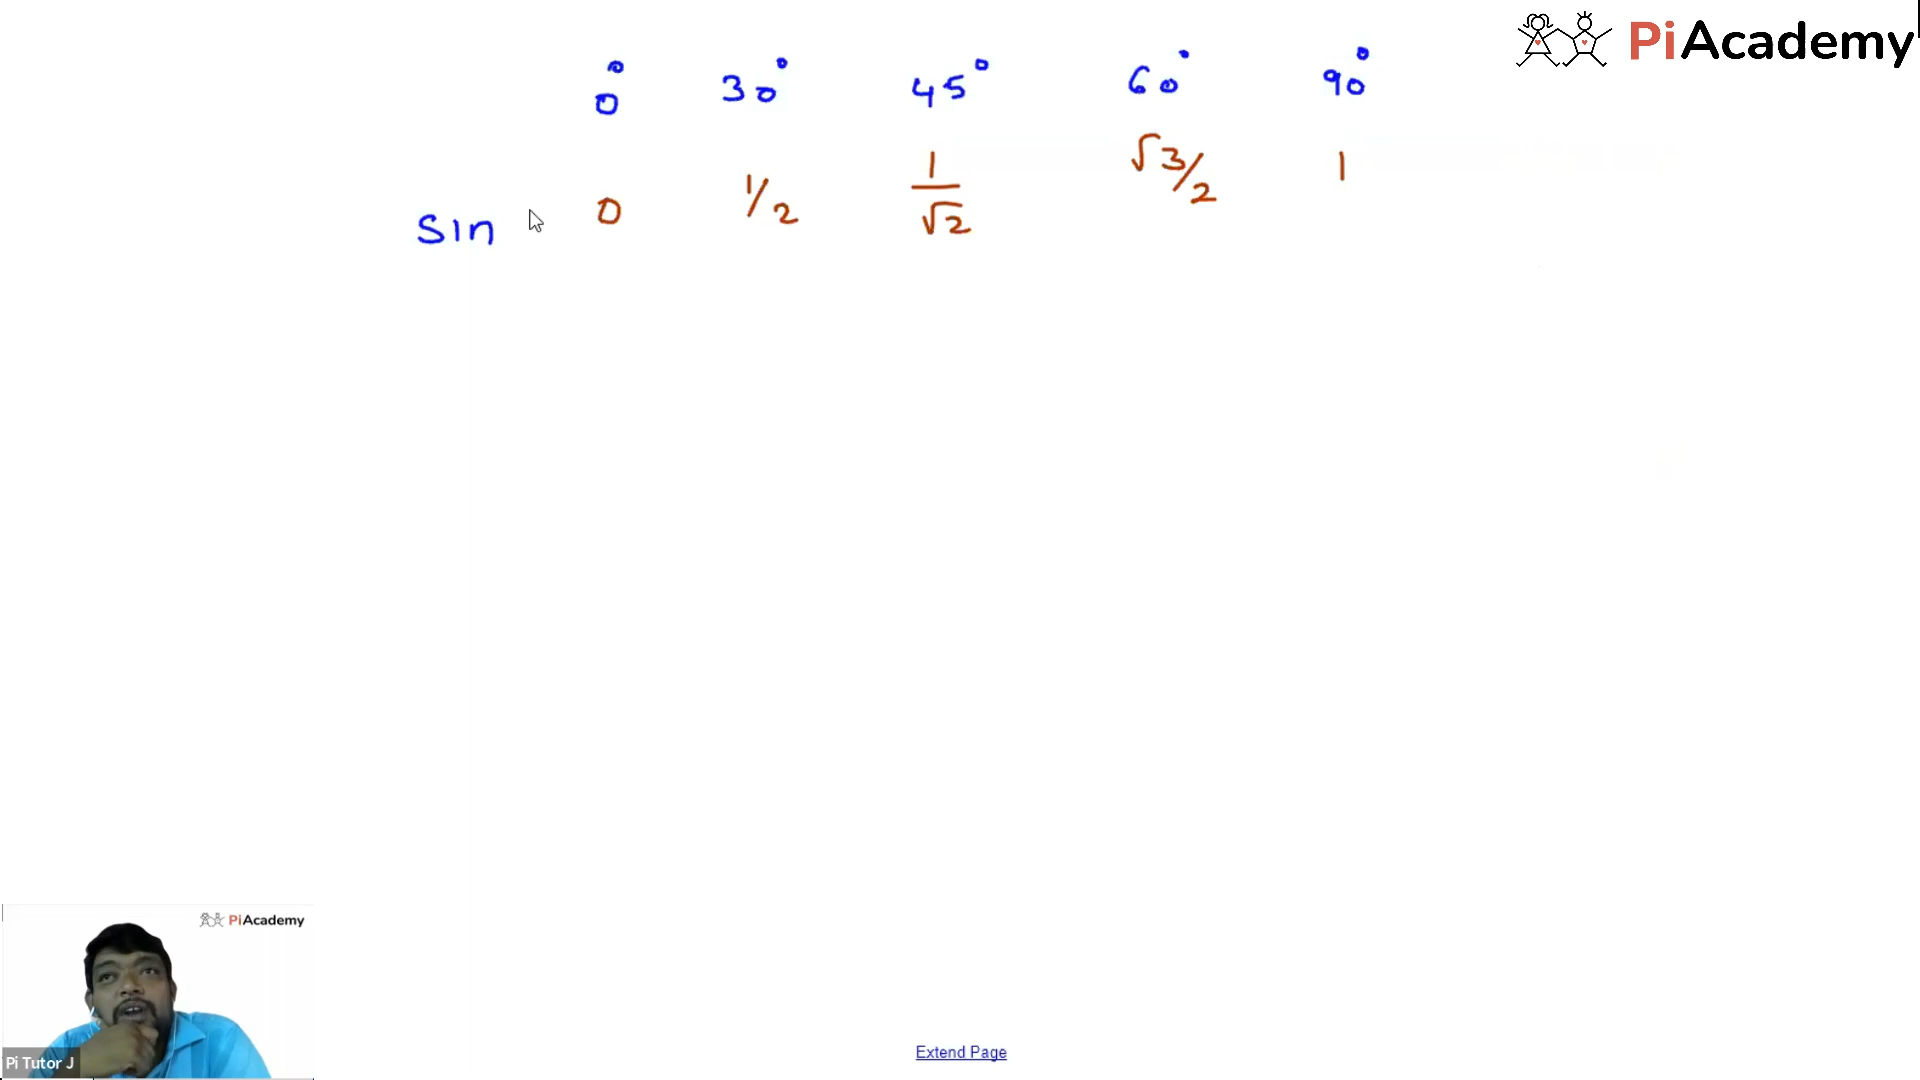 PiAcademy
0° 30° 45° 60° 90°
sin 0 1/2 1/√2 √3/2 1
PiAcademy
Pi Tutor J
Extend Page